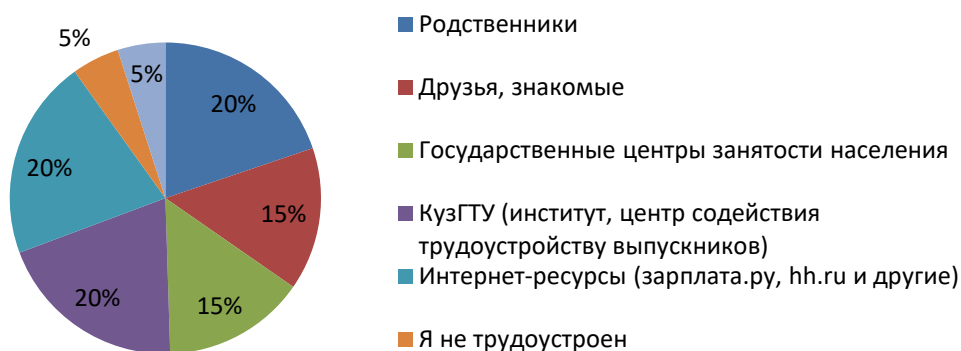 5%
5%
20%
20%
15%
20%
15%
Родственники
Друзья, знакомые
Государственные центры занятости населения
КузГТУ (институт, центр содействия
трудоустройству выпускников)
Интернет-ресурсы (зарплата.ру, hh.ru и другие)
Я не трудоустроен